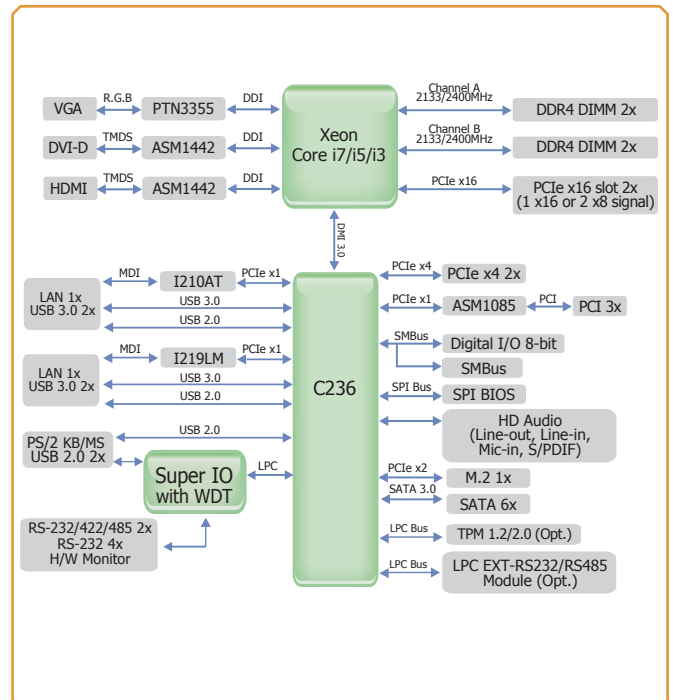 VGA
R.G.B
PTN3355
DDI
DVI-D
TMDS
ASM1442
DDI
HDMI
TMDS
ASM1442
DDI
Xeon
Core i7/i5/i3
Channel A
2133/2400MHz
DDR4 DIMM 2x
Channel B
2133/2400MHz
DDR4 DIMM 2x
PCIe x16
PCIe x16 slot 2x
(1 x16 or 2 x8 signal)
DMI 3.0
LAN 1x
USB 3.0 2x
MDI
I210AT
PCIe x1
USB 3.0
USB 2.0
LAN 1x
USB 3.0 2x
MDI
I219LM
PCIe x1
USB 3.0
USB 2.0
PS/2 KB/MS
USB 2.0 2x
USB 2.0
Super IO
with WDT
LPC
RS-232/422/485 2x
RS-232 4x
H/W Monitor
C236
PCIe x4
PCIe x4 2x
PCIe x1
ASM1085
PCI
PCI 3x
SMBus
Digital I/O 8-bit
SMBus
SPI Bus
SPI BIOS
HD Audio
(Line-out, Line-in,
Mic-in, S/PDIF)
PCIe x2
M.2 1x
SATA 3.0
SATA 6x
LPC Bus
TPM 1.2/2.0 (Opt.)
LPC Bus
LPC EXT-RS232/RS485
Module (Opt.)